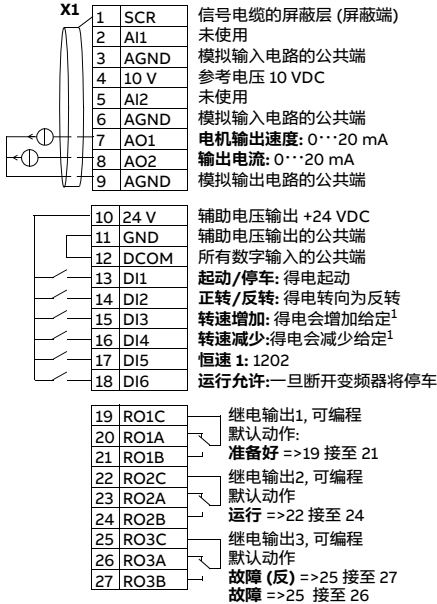 X1
1 SCR 信号电缆的屏蔽层 (屏蔽端)
2 AI1 未使用
3 AGND 模拟输入电路的公共端
4 10 V 参考电压 10 VDC
5 AI2 未使用
6 AGND 模拟输入电路的公共端
7 AO1 电机输出速度: 0⋯20 mA
8 AO2 输出电流: 0⋯20 mA
9 AGND 模拟输出电路的公共端
10 24 V 辅助电压输出 +24 VDC
11 GND 辅助电压输出的公共端
12 DCOM 所有数字输入的公共端
13 DI1 起动/停车: 得电起动
14 DI2 正转/反转: 得电转向为反转
15 DI3 转速增加: 得电会增加给定1
16 DI4 转速减少:得电会减少给定1
17 DI5 恒速 1: 1202
18 DI6 运行允许:一旦断开变频器将停车
19 RO1C 继电输出1, 可编程
20 RO1A 默认动作:
21 RO1B 准备好 =>19 接至 21
22 RO2C 继电输出2, 可编程
23 RO2A 默认动作
24 RO2B 运行 =>22 接至 24
25 RO3C 继电输出3, 可编程
26 RO3A 默认动作
27 RO3B 故障 (反) =>25 接至 27
故障 =>25 接至 26